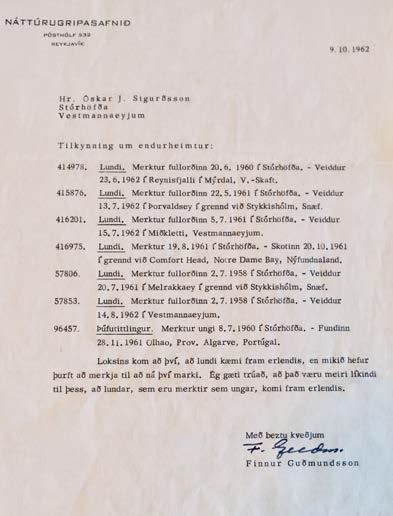 NÁTTÚRUGRIPASAFNIÐ
PÓSTHÓLF 532
REYKJAVÍK
9.10.1962
Hr. Óskar J. Sigurðsson
Stórhöfða
Vestmannaeyjum
Tilkynning um endurheimtur:
414978. Lundi. Merktur fullorðinn 20.6. 1960 í Stórhöfða. - Veiddur
23.6.1962 í Reynisfjalli í Mýrdal, V.-Skaft.
415876. Lundi. Merktur fullorðinn 22.5.1961 í Stórhöfða. - Veiddur
13.7.1962 í Þorvaldsey í grennd við Stykkishólm, Snæf.
416201. Lundi. Merktur fullorðinn 5.7.1961 í Stórhöfða. - Veiddur
15.7.1962 í Miðkletti, Vestmannaeyjum.
416975. Lundi. Merktur 19.8.1961 í Stórhöfða. - Skotinn 20.10.1961
í grennd við Comfort Head, Notre Dame Bay, Nýfundnaland.
57806. Lundi. Merktur fullorðinn 2.7.1958 í Stórhöfða. - Veiddur
20.7.1961 í Melrakkaey í grennd við Stykkishólm, Snæf.
57853. Lundi. Merktur fullorðinn 2.7.1958 í Stórhöfða. - Veiddur
14.8.1962 í Vestmannaeyjum.
96457. Þúfutittlingur. Merktur ungi 8.7.1960 í Stórhöfða. - Fundinn
28.11.1961 Olhao, Prov. Algarve, Portúgal.
Loksins kom að því, að lundi kæmi fram erlendis, en mikið hefur
þurft að merkja til að ná því marki. Ég gæti trúað, að það væru meiri líkindi
til þess, að lundar, sem eru merktir sem ungar, komi fram erlendis.
Með beztu kveðjum
Finnur Guðmundsson